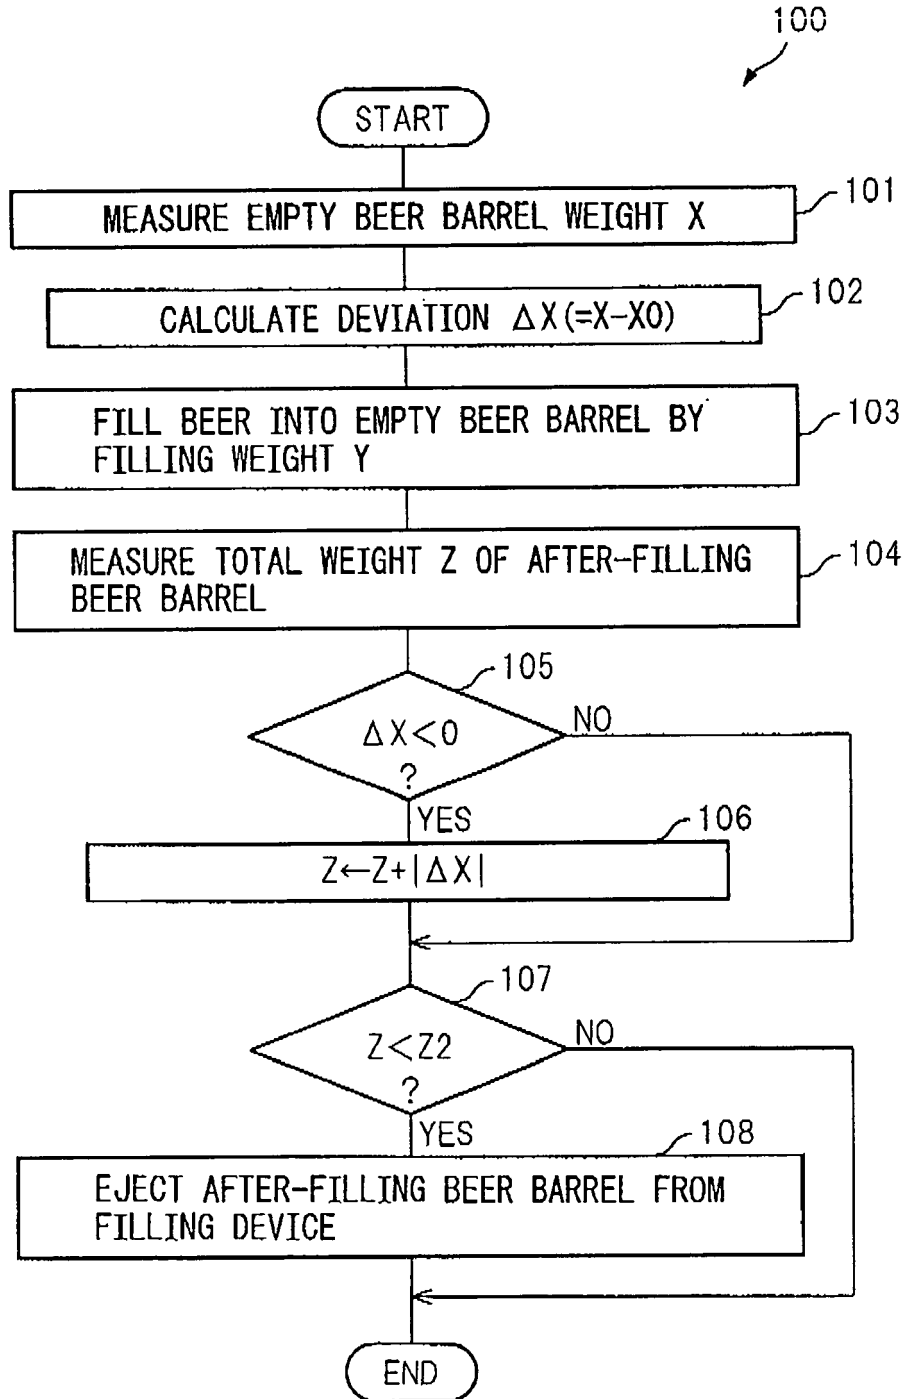 100
START
101
MEASURE EMPTY BEER BARREL WEIGHT X
102
CALCULATE DEVIATION ΔX(=X-X0)
103
FILL BEER INTO EMPTY BEER BARREL BY
FILLING WEIGHT Y
104
MEASURE TOTAL WEIGHT Z OF AFTER-FILLING
BEER BARREL
105
ΔX<0
?
NO
YES
106
Z←Z+|ΔX|
107
Z<Z2
?
NO
YES
108
EJECT AFTER-FILLING BEER BARREL FROM
FILLING DEVICE
END